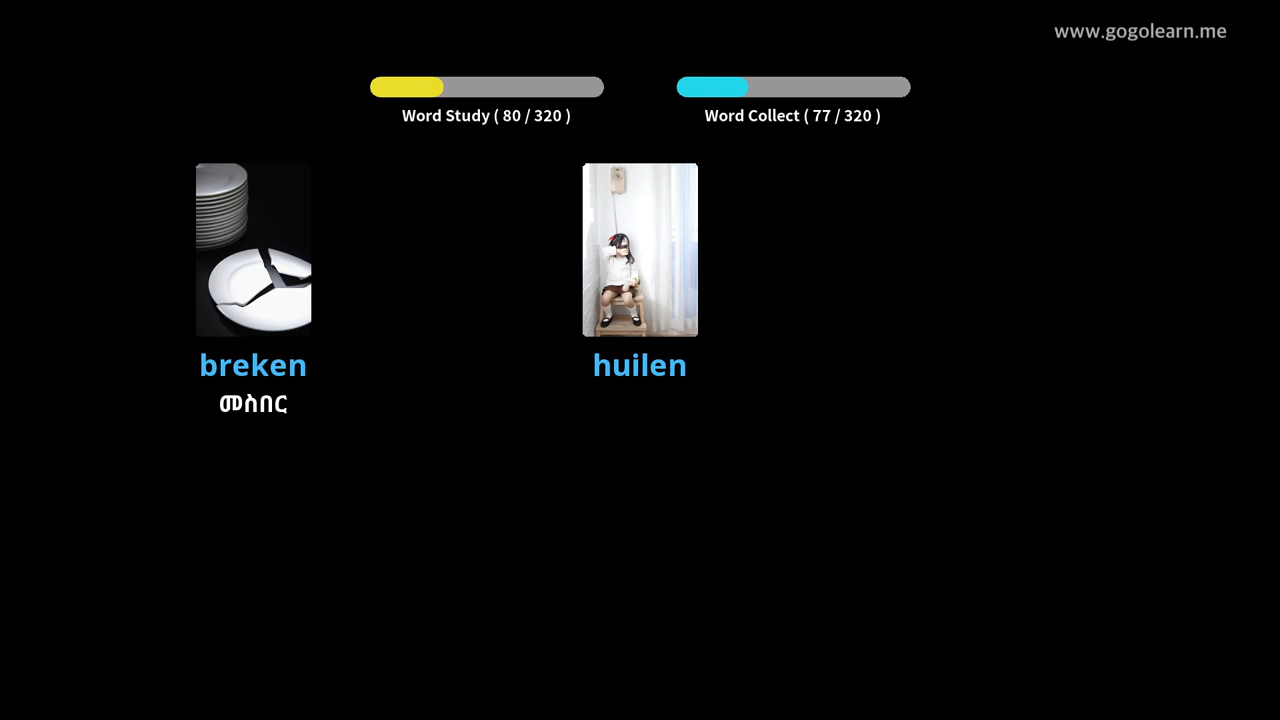 www.gogolearn.me
Word Study ( 80 / 320 )
Word Collect ( 77 / 320 )
breken
huilen
መስበር